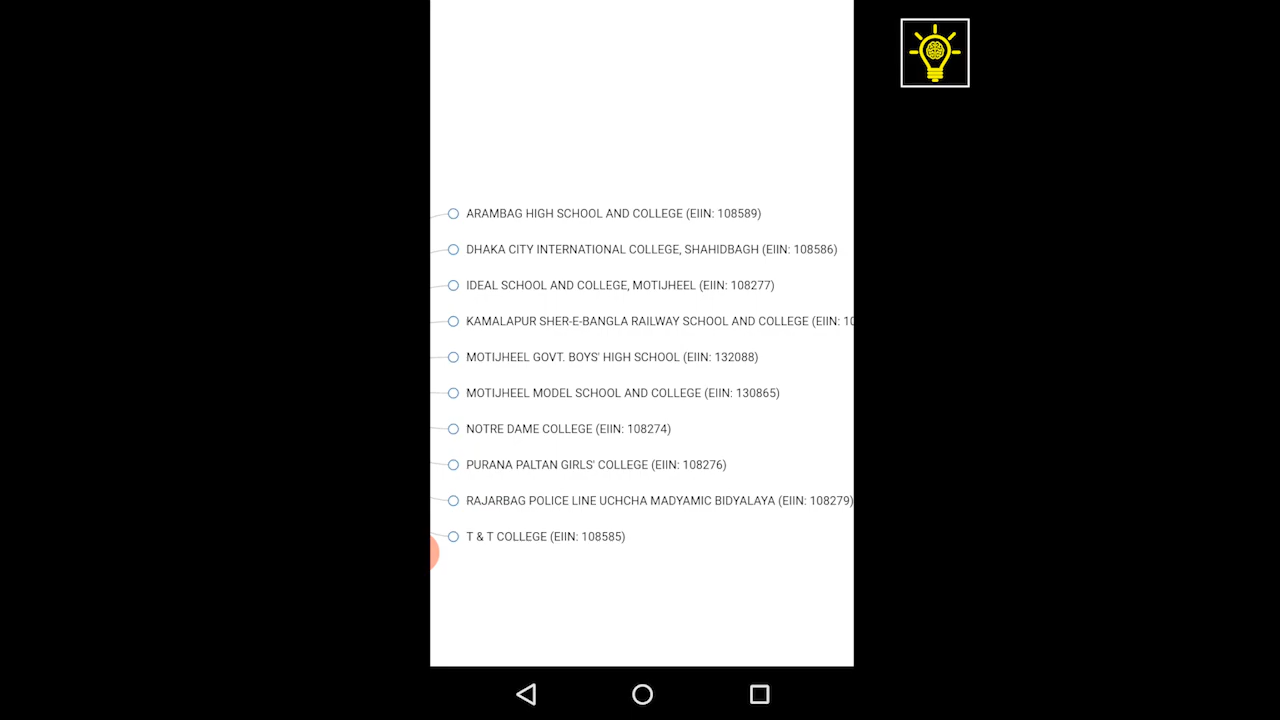 ARAMBAG HIGH SCHOOL AND COLLEGE (EIIN: 108589)
DHAKA CITY INTERNATIONAL COLLEGE, SHAHIDBAGH (EIIN: 108586)
IDEAL SCHOOL AND COLLEGE, MOTIJHEEL (EIIN: 108277)
KAMALAPUR SHER-E-BANGLA RAILWAY SCHOOL AND COLLEGE (EIIN: 10
MOTIJHEEL GOVT. BOYS' HIGH SCHOOL (EIIN: 132088)
MOTIJHEEL MODEL SCHOOL AND COLLEGE (EIIN: 130865)
NOTRE DAME COLLEGE (EIIN: 108274)
PURANA PALTAN GIRLS' COLLEGE (EIIN: 108276)
RAJARBAG POLICE LINE UCHCHA MADYAMIC BIDYALAYA (EIIN: 108279)
T & T COLLEGE (EIIN: 108585)